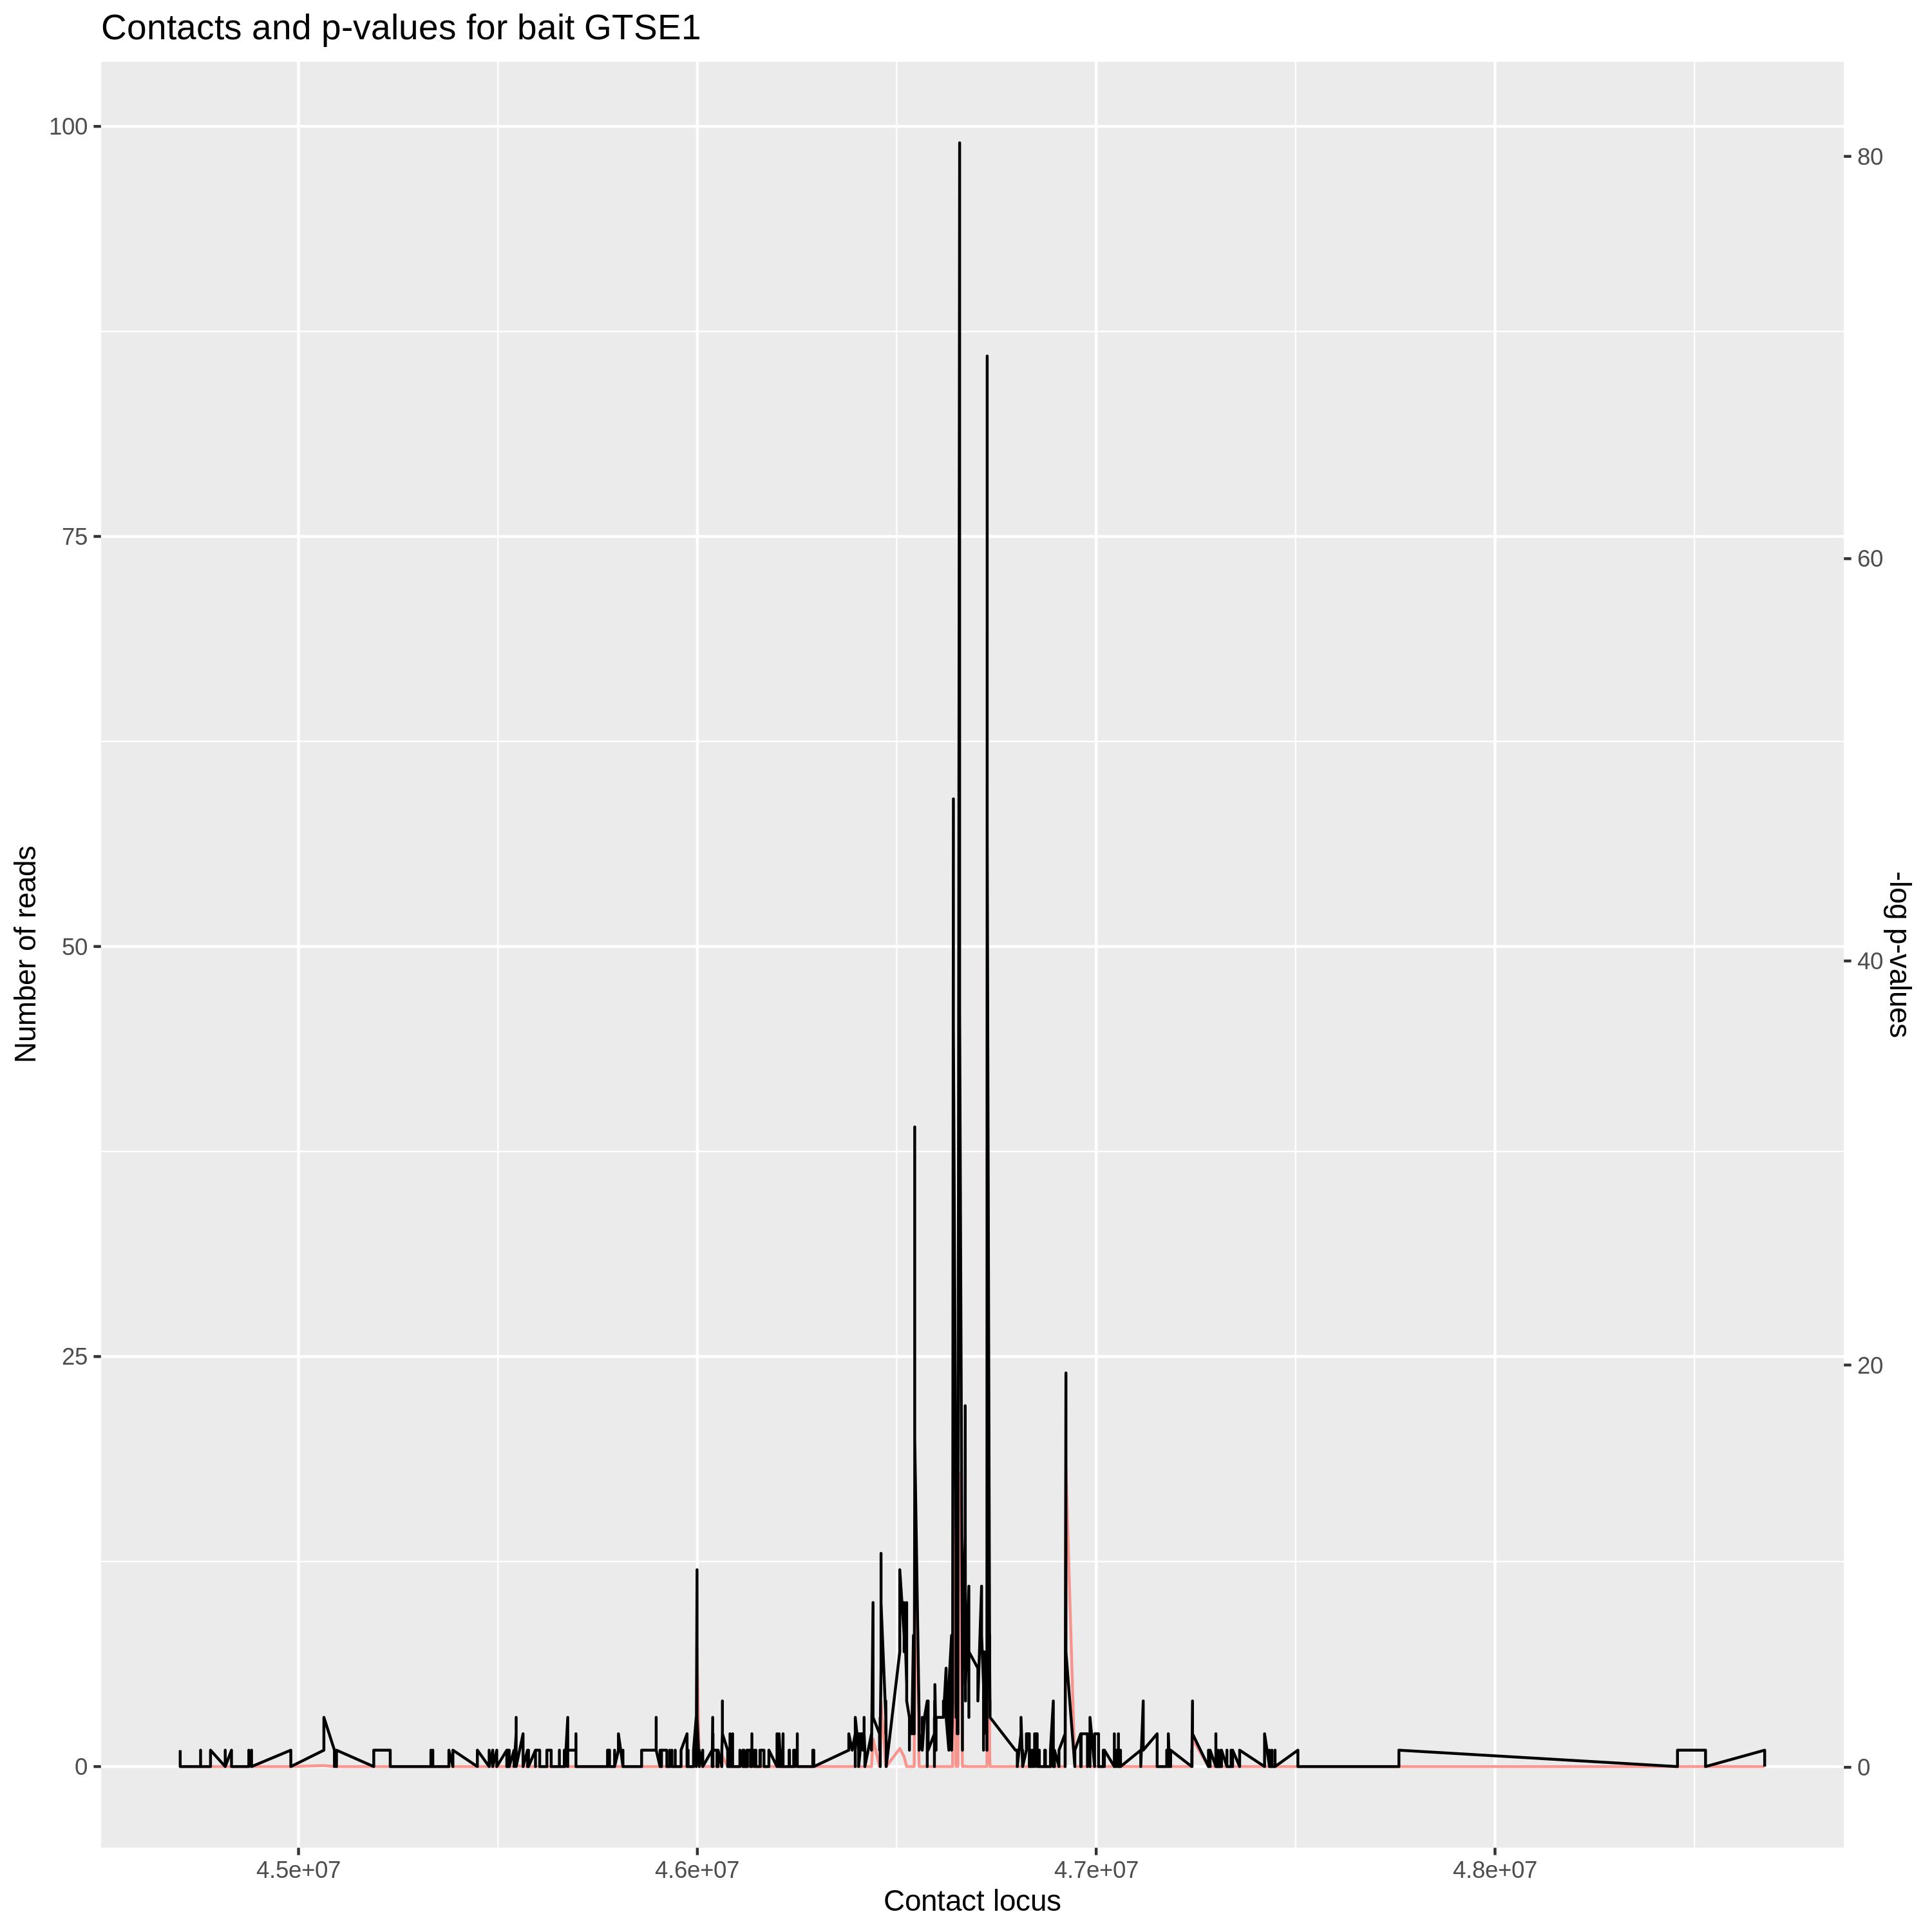 Contacts and p-values for bait GTSE1
100
75
50
25
0
Number of reads
80
60
40
20
0
-log p-values
4.5e+07
4.6e+07
4.7e+07
4.8e+07
Contact locus